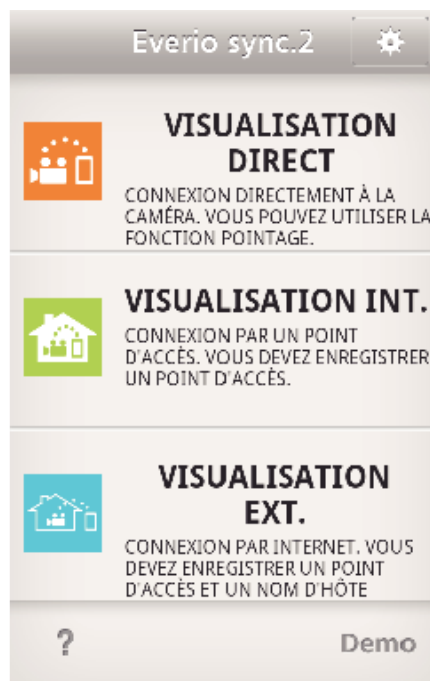 Everio sync.2
VISUALISATION
DIRECT
CONNEXION DIRECTEMENT À LA
CAMÉRA. VOUS POUVEZ UTILISER LA
FONCTION POINTAGE.
VISUALISATION INT.
CONNEXION PAR UN POINT
D'ACCÈS. VOUS DEVEZ ENREGISTRER
UN POINT D'ACCÈS.
VISUALISATION
EXT.
CONNEXION PAR INTERNET. VOUS
DEVEZ ENREGISTRER UN POINT
D'ACCÈS ET UN NOM D'HÔTE
? Demo